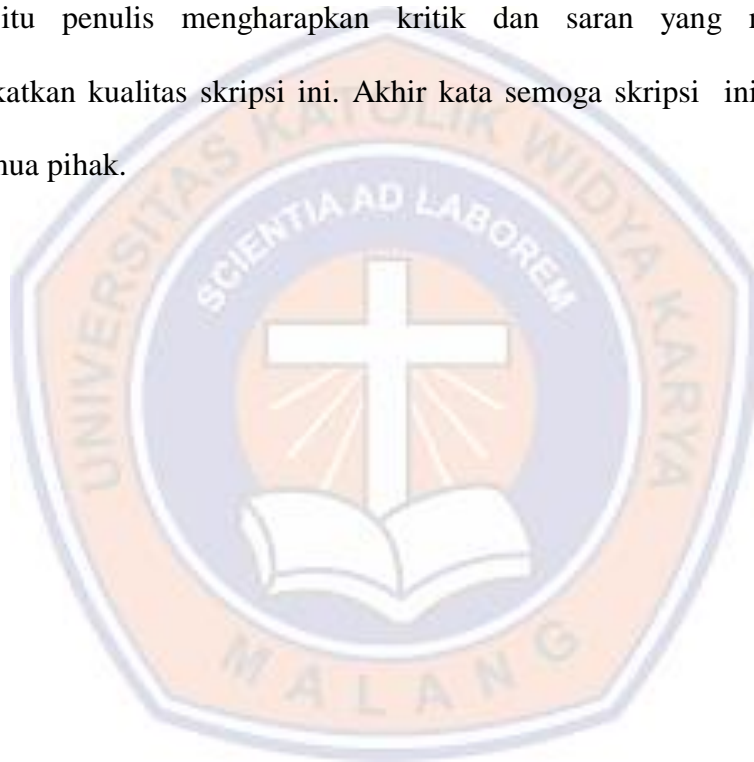 itu penulis mengharapkan kritik dan saran yang
katkan kualitas skripsi ini. Akhir kata semoga skripsi ini
nua pihak.
UNIVERSITAS KATOLIK WIDYA KARYA
SCIENTIA AD LABOREM
MALANG